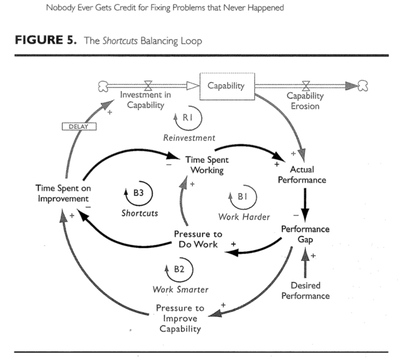 Nobody Ever Gets Credit for Fixing Problems that Never Happened
FIGURE 5. The Shortcuts Balancing Loop
Investment in
Capability
Capability
Capability
Erosion
DELAY
+
R1
Reinvestment
+
Time Spent
Working
–
+
+
Actual
Performance
Time Spent on
Improvement
B3
Shortcuts
+
B1
Work Harder
–
Performance
Gap
–
+
Pressure to
Do Work
+
+
B2
Work Smarter
Desired
Performance
Pressure to
Improve
Capability
+